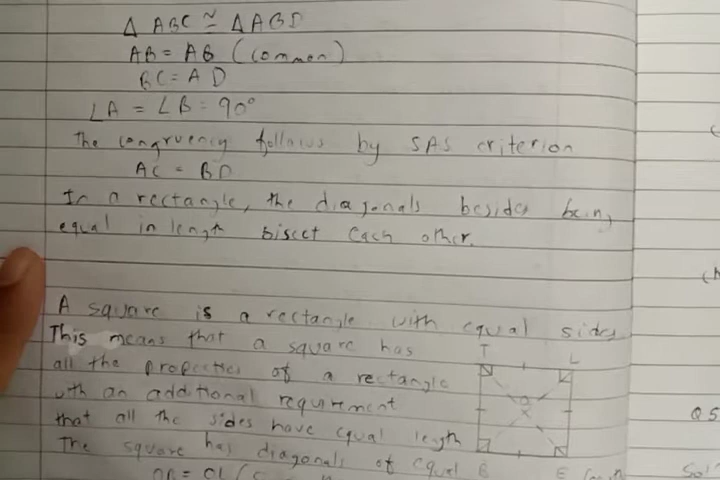 Δ ABC ≅ Δ ABD
AB = AB (common)
BC = AD
∠A = ∠B = 90°
The congruency follows by SAS criterion
AC = BD
In a rectangle, the diagonals besides being
equal in length bisect each other.
A square is a rectangle with equal sides
This means that a square has
all the properties of a rectangle
with an additional requirement
that all the sides have equal length
The square has diagonals of equal
T L
O
B E
Q5
Sol